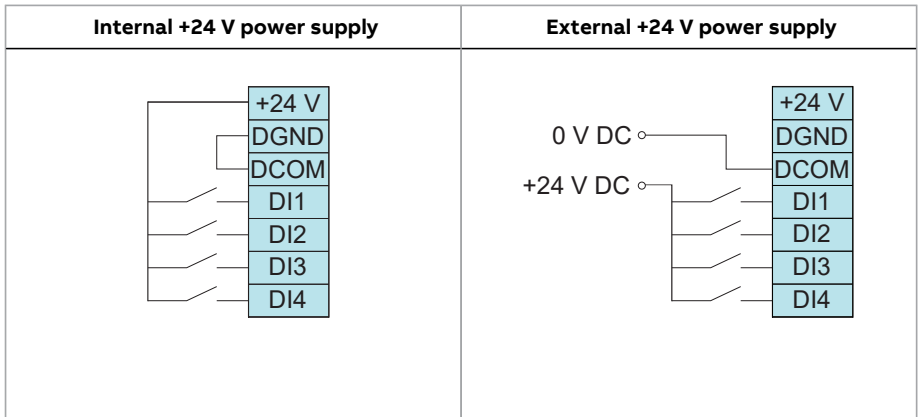 Internal +24 V power supply
External +24 V power supply
+24 V
DGND
DCOM
DI1
DI2
DI3
DI4
0 V DC
+24 V DC
+24 V
DGND
DCOM
DI1
DI2
DI3
DI4